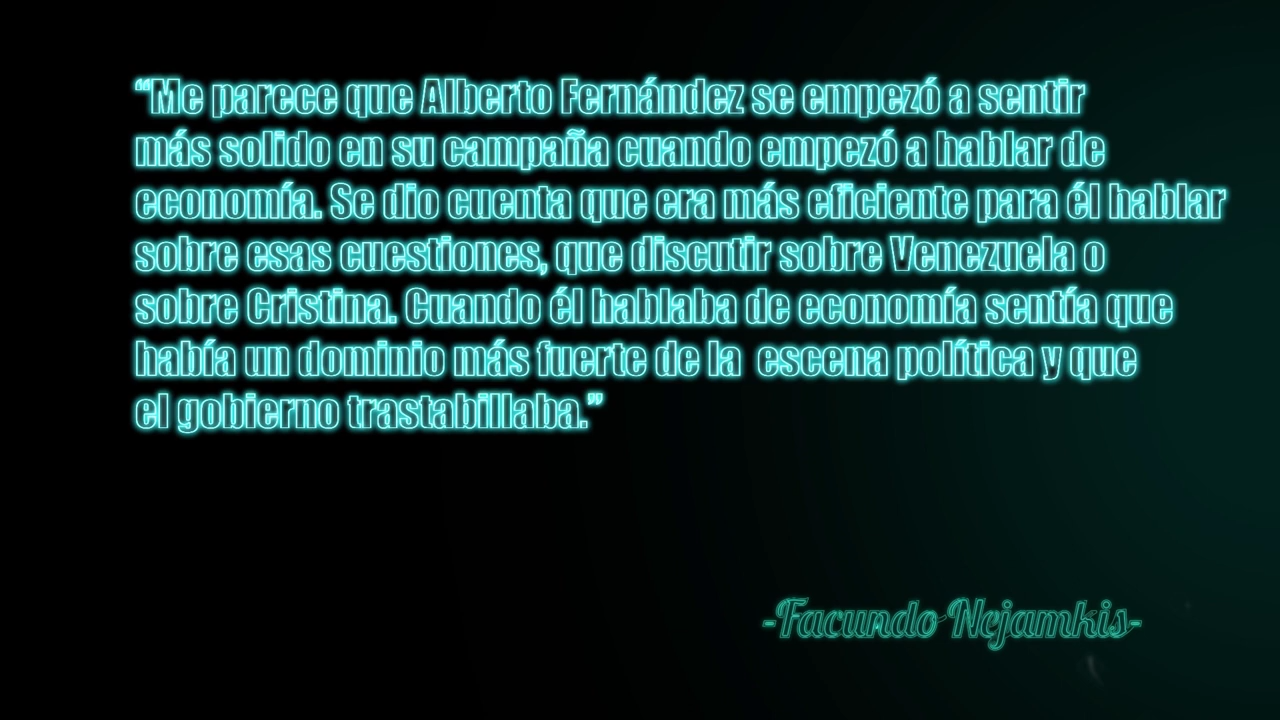 “Me parece que Alberto Fernández se empezó a sentir
más solido en su campaña cuando empezó a hablar de
economía. Se dio cuenta que era más eficiente para él hablar
sobre esas cuestiones, que discutir sobre Venezuela o
sobre Cristina. Cuando él hablaba de economía sentía que
había un dominio más fuerte de la  escena política y que
el gobierno trastabillaba.”
-Facundo Nejamkis-